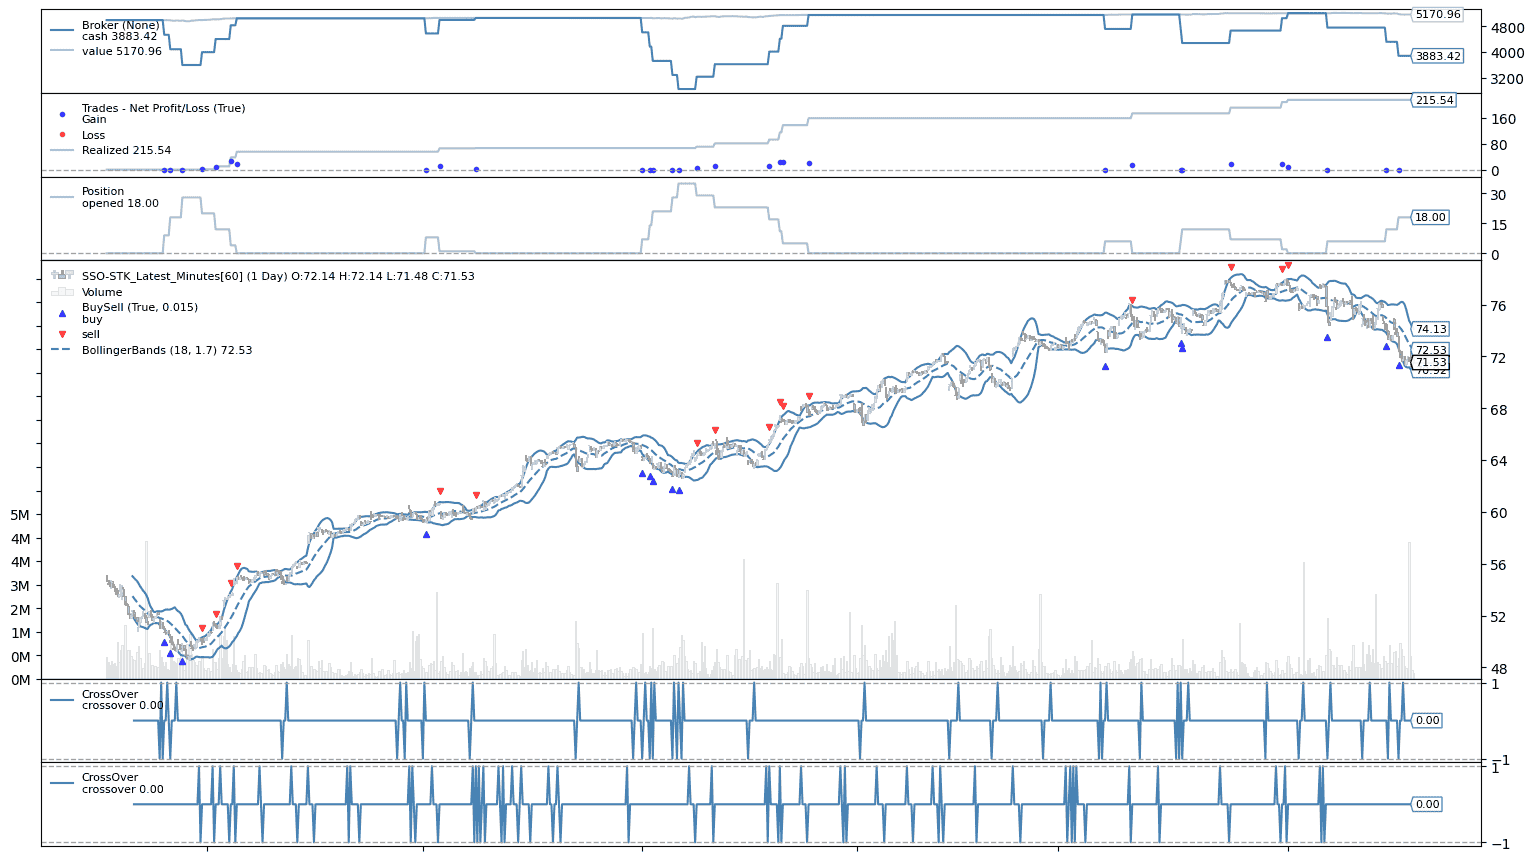 Broker (None)
cash 3883.42
value 5170.96
5170.96
4800
4000
3883.42
3200
Trades - Net Profit/Loss (True)
Gain
Loss
Realized 215.54
215.54
160
80
0
Position
opened 18.00
30
18.00
15
0
SSO-STK_Latest_Minutes[60] (1 Day) O:72.14 H:72.14 L:71.48 C:71.53
Volume
BuySell (True, 0.015)
buy
sell
BollingerBands (18, 1.7) 72.53
76
74.13
72.53
72
71.53
68
64
60
56
52
48
5M
4M
4M
3M
2M
1M
0M
0M
CrossOver
crossover 0.00
1
0.00
−1
CrossOver
crossover 0.00
1
0.00
−1